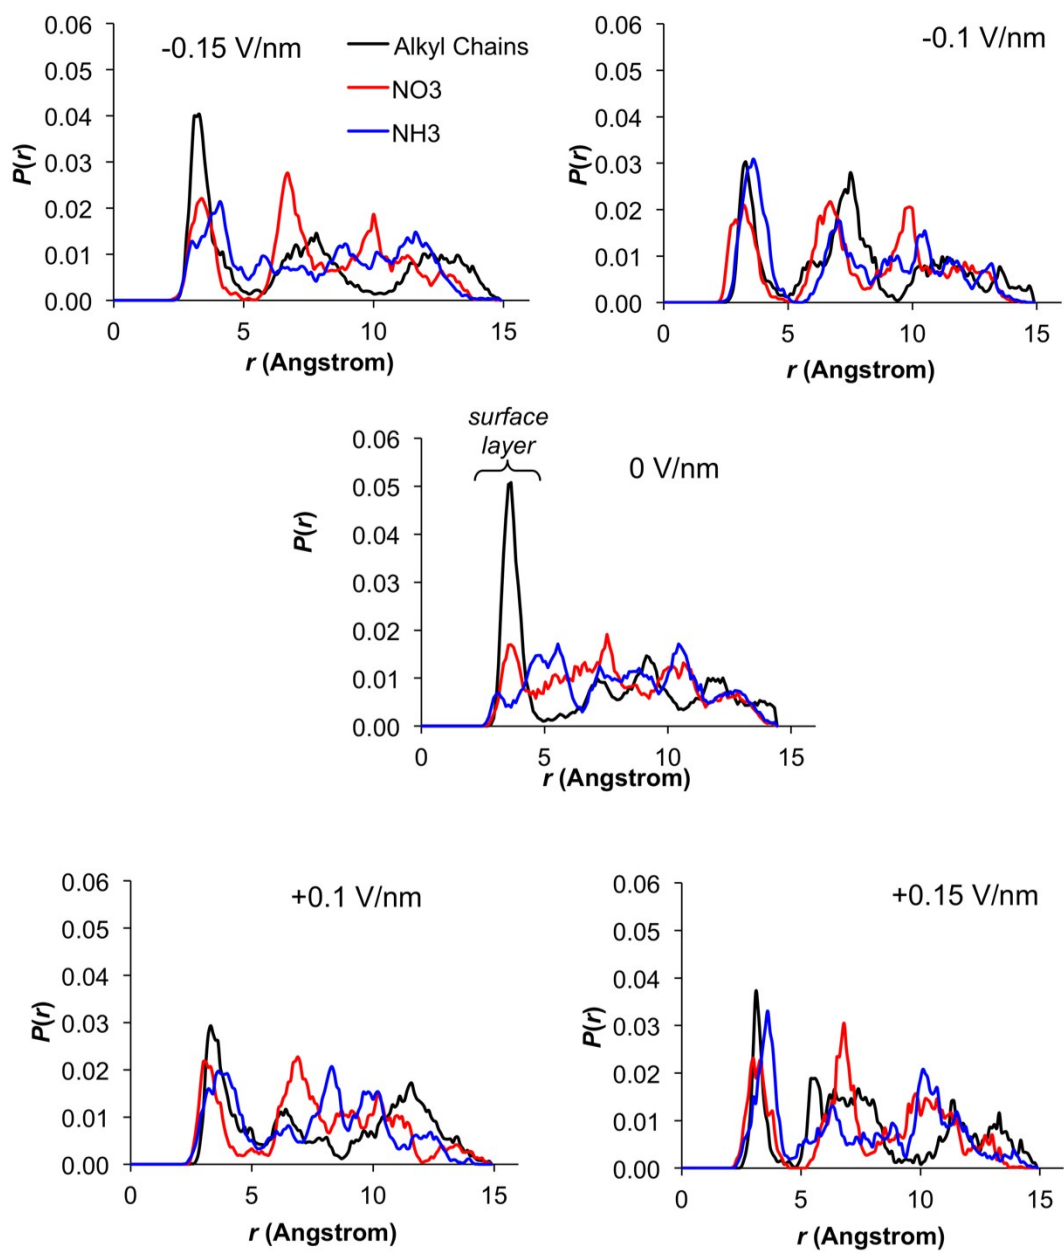 -0.15 V/nm
Alkyl Chains
NO3
NH3
0.06
0.05
0.04
0.03
0.02
0.01
0.00
P(r)
0 5 10 15
r (Angstrom)
-0.1 V/nm
0.06
0.05
0.04
0.03
0.02
0.01
0.00
P(r)
0 5 10 15
r (Angstrom)
surface
layer
0 V/nm
0.06
0.05
0.04
0.03
0.02
0.01
0.00
P(r)
0 5 10 15
r (Angstrom)
+0.1 V/nm
0.06
0.05
0.04
0.03
0.02
0.01
0.00
P(r)
0 5 10 15
r (Angstrom)
+0.15 V/nm
0.06
0.05
0.04
0.03
0.02
0.01
0.00
P(r)
0 5 10 15
r (Angstrom)